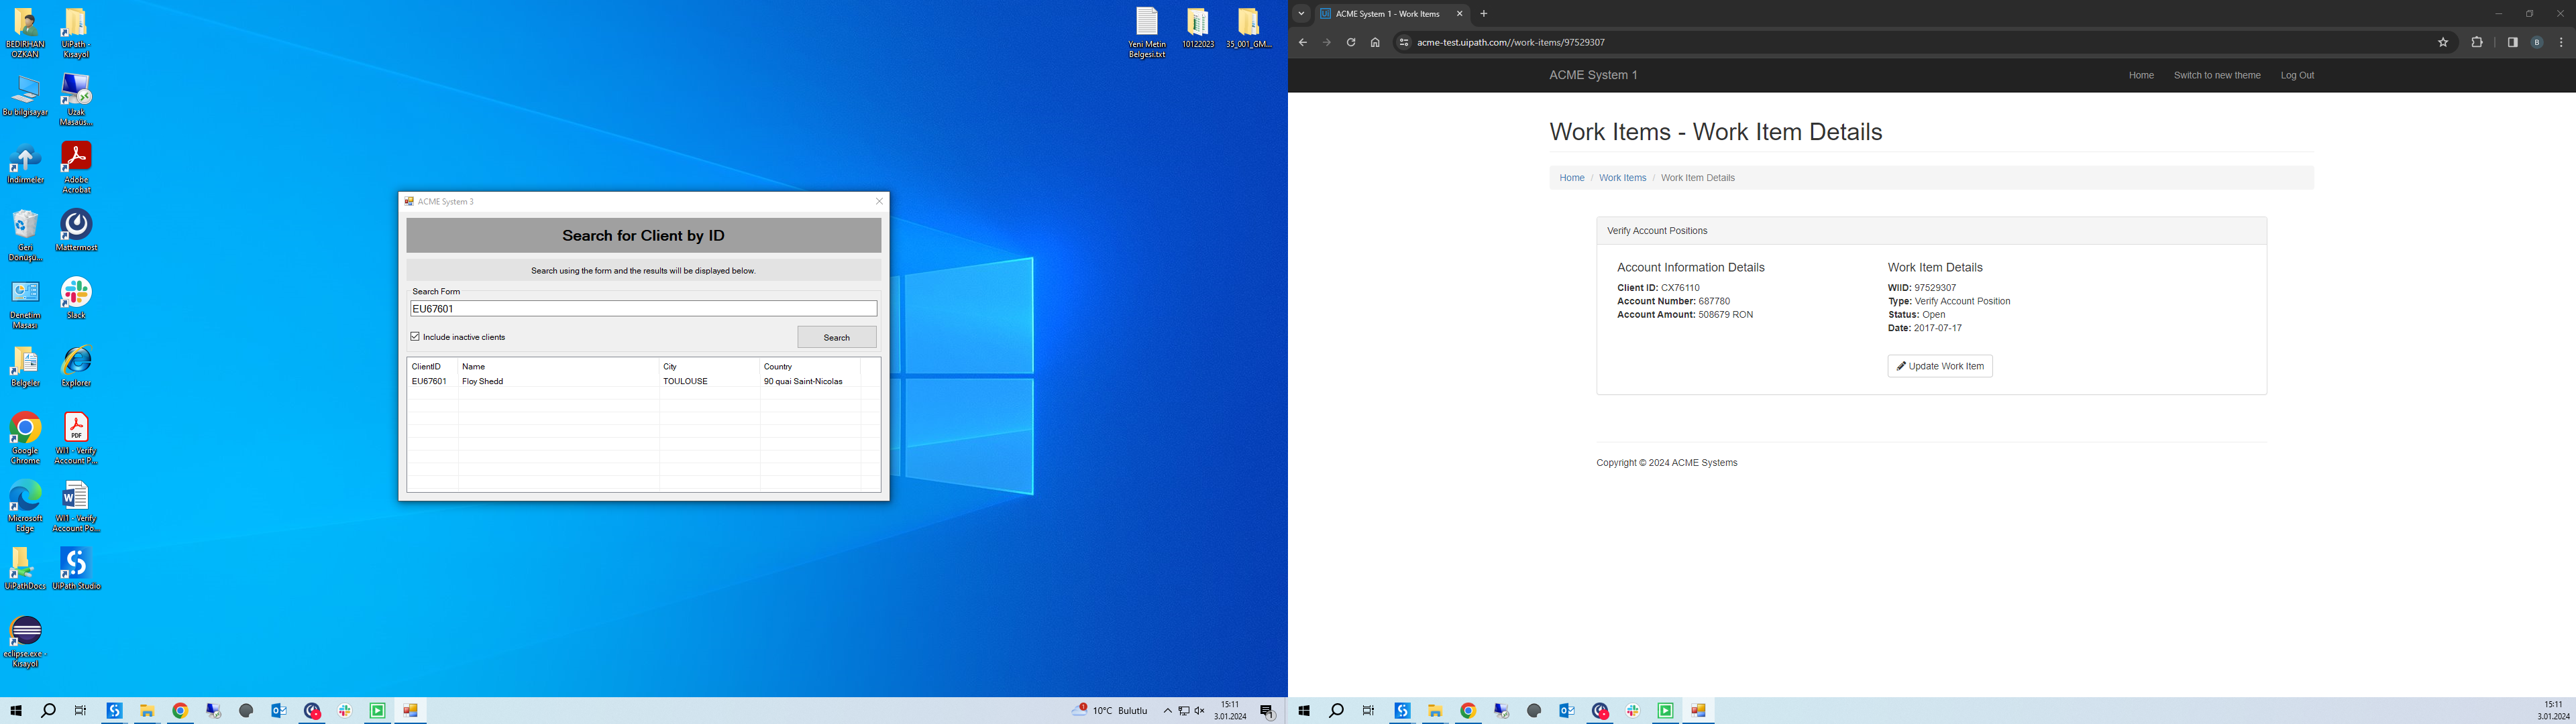 BEDİRHAN ÖZKAN
UiPath - Kısayol
Bu bilgisayar
Uzak Masaüs...
İndirmeler
Adobe Acrobat
Geri Dönüşü...
Mattermost
Denetim Masası
Slack
Belgeler
Explorer
Google Chrome
WI1 - Verify Account P...
Microsoft Edge
WI1 - Verify Account Po...
UiPathDocs
UiPath Studio
eclipse.exe - Kısayol
Yeni Metin Belgesi.txt
10122023
35_001_GM...
ACME System 3
Search for Client by ID
Search using the form and the results will be displayed below.
Search Form
EU67601
Include inactive clients
Search
ClientID Name City Country
EU67601 Floy Shedd TOULOUSE 90 quai Saint-Nicolas
10°C Bulutlu
15:11
3.01.2024
ACME System 1 - Work Items
acme-test.uipath.com//work-items/97529307
B
ACME System 1
Home Switch to new theme Log Out
Work Items - Work Item Details
Home / Work Items / Work Item Details
Verify Account Positions
Account Information Details
Client ID: CX76110
Account Number: 687780
Account Amount: 508679 RON
Work Item Details
WIID: 97529307
Type: Verify Account Position
Status: Open
Date: 2017-07-17
Update Work Item
Copyright © 2024 ACME Systems
15:11
3.01.2024